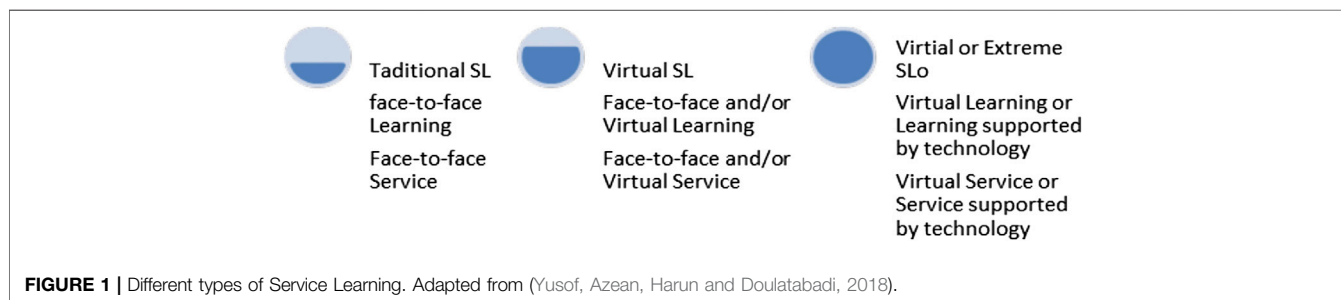 Taditional SL
face-to-face
Learning
Face-to-face
Service
Virtual SL
Face-to-face and/or
Virtual Learning
Face-to-face and/or
Virtual Service
Virtial or Extreme
SLo
Virtual Learning or
Learning supported
by technology
Virtual Service or
Service supported
by technology
FIGURE 1 | Different types of Service Learning. Adapted from (Yusof, Azean, Harun and Doulatabadi, 2018).